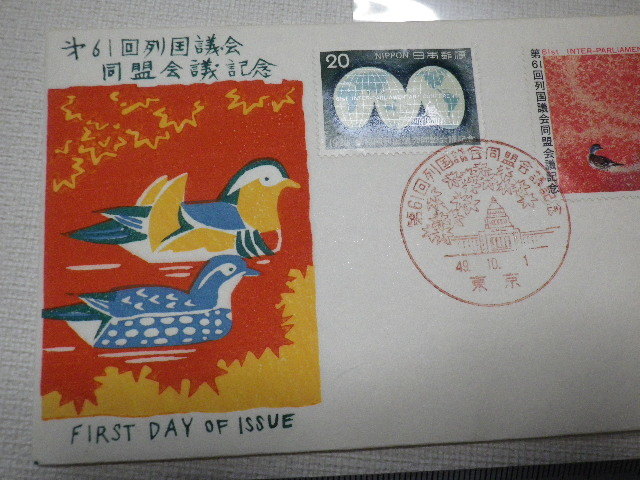 第61回列国議会
同盟会議記念
FIRST DAY OF ISSUE
20 NIPPON 日本郵便
61st INTER-PARLIAMEN
第61回列国議会同盟会議記念
第61回列国議会同盟会議記念
49.10.1
東京